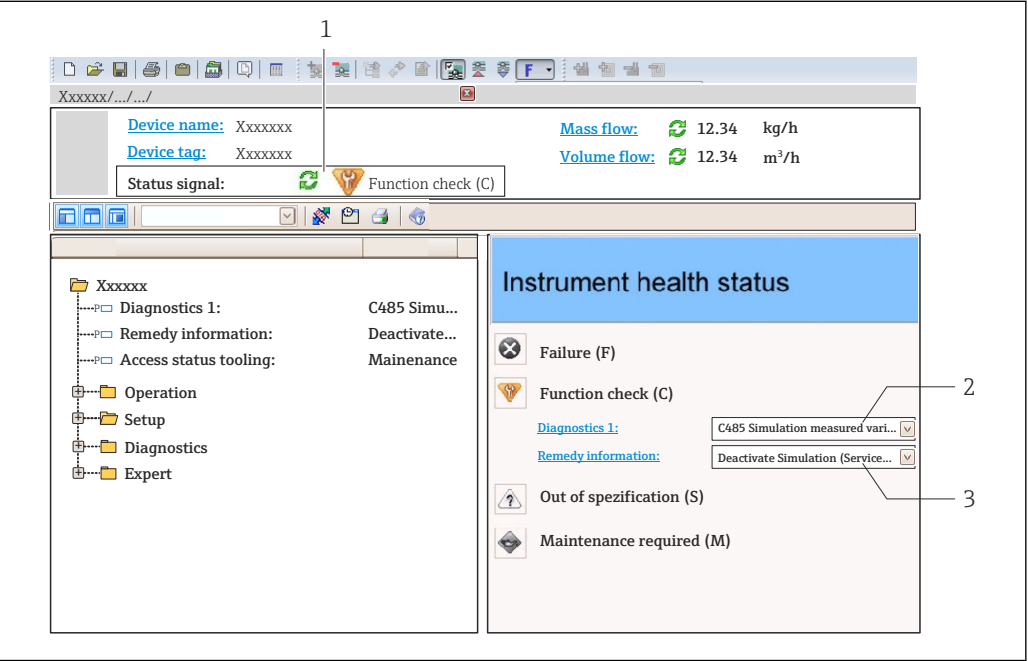 1
F
Xxxxxx/.../.../
Device name: Xxxxxxx
Mass flow: 12.34 kg/h
Device tag: Xxxxxxx
Volume flow: 12.34 m³/h
Status signal: Function check (C)
Instrument health status
Xxxxxx
P Diagnostics 1: C485 Simu...
P Remedy information: Deactivate...
P Access status tooling: Mainenance
Operation
Setup
Diagnostics
Expert
Failure (F)
Function check (C)
2
Diagnostics 1: C485 Simulation measured vari...
Remedy information: Deactivate Simulation (Service...
Out of spezification (S)
3
Maintenance required (M)